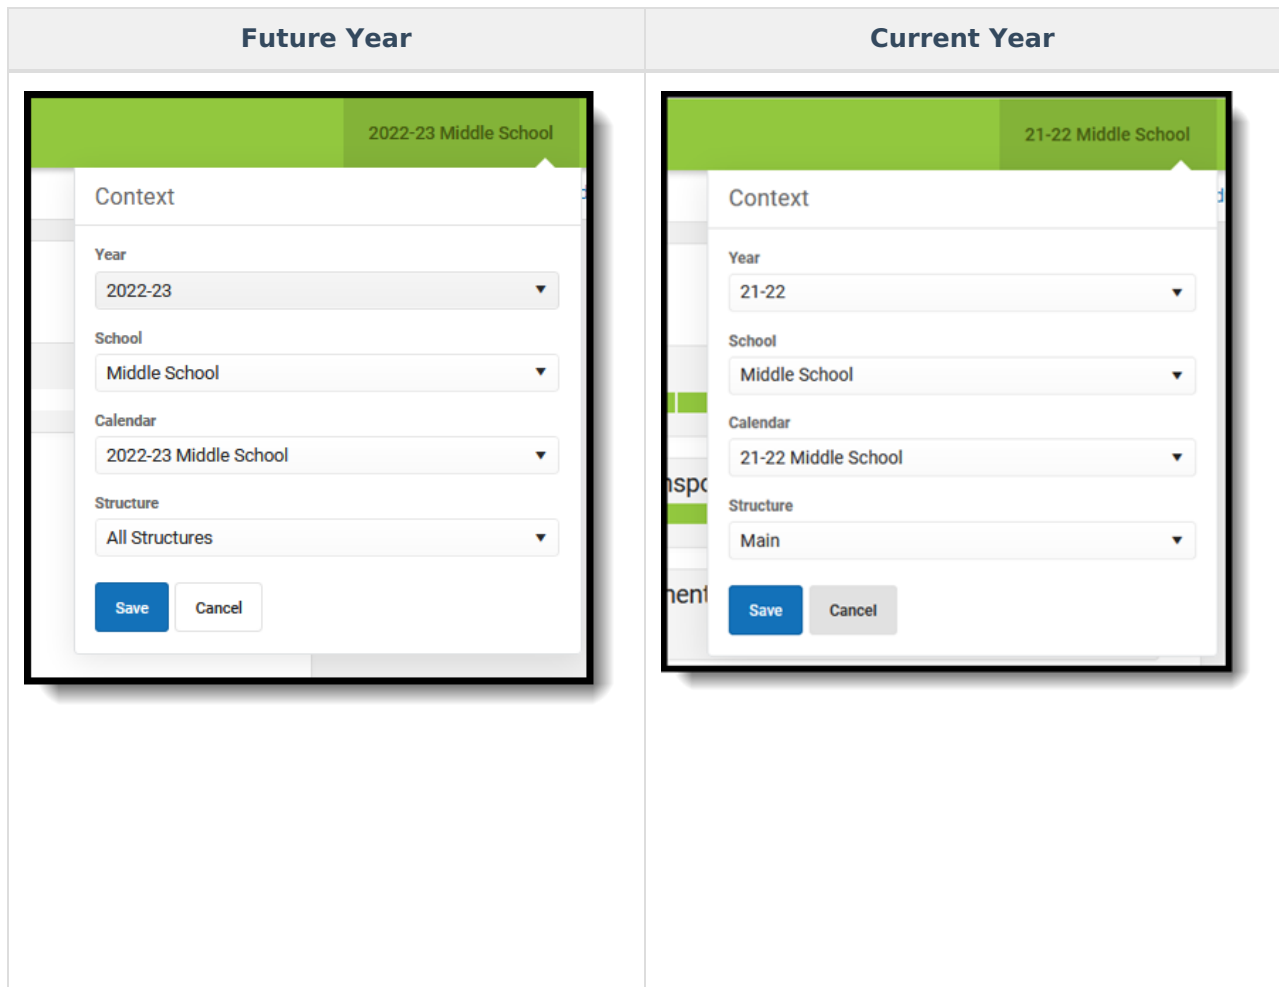 Future Year
Current Year
2022-23 Middle School
Context
Year
2022-23
School
Middle School
Calendar
2022-23 Middle School
Structure
All Structures
Save Cancel
21-22 Middle School
Context
Year
21-22
School
Middle School
Calendar
21-22 Middle School
Structure
Main
Save Cancel